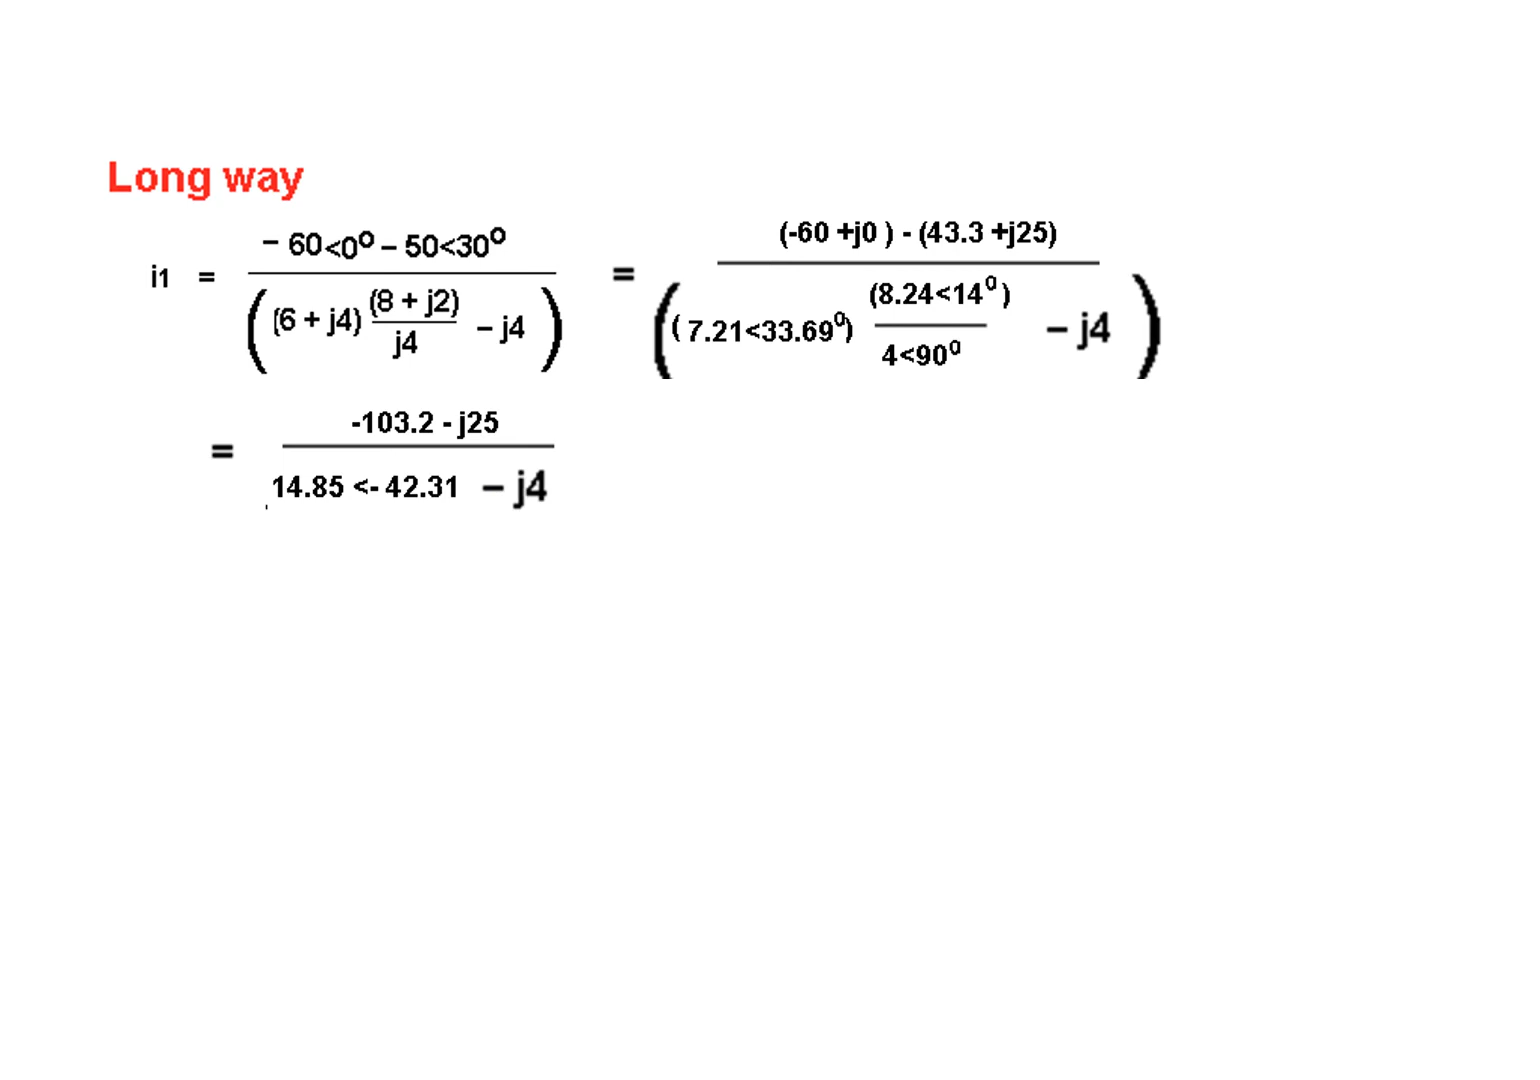 Long way
i1 = − 60<0⁰ − 50<30⁰ = (-60 +j0 ) - (43.3 +j25)
( (6 + j4) (8 + j2) − j4 ) ( ( 7.21<33.69⁰) (8.24<14⁰ ) − j4 )
j4 4<90⁰
= -103.2 - j25
14.85 <- 42.31 − j4